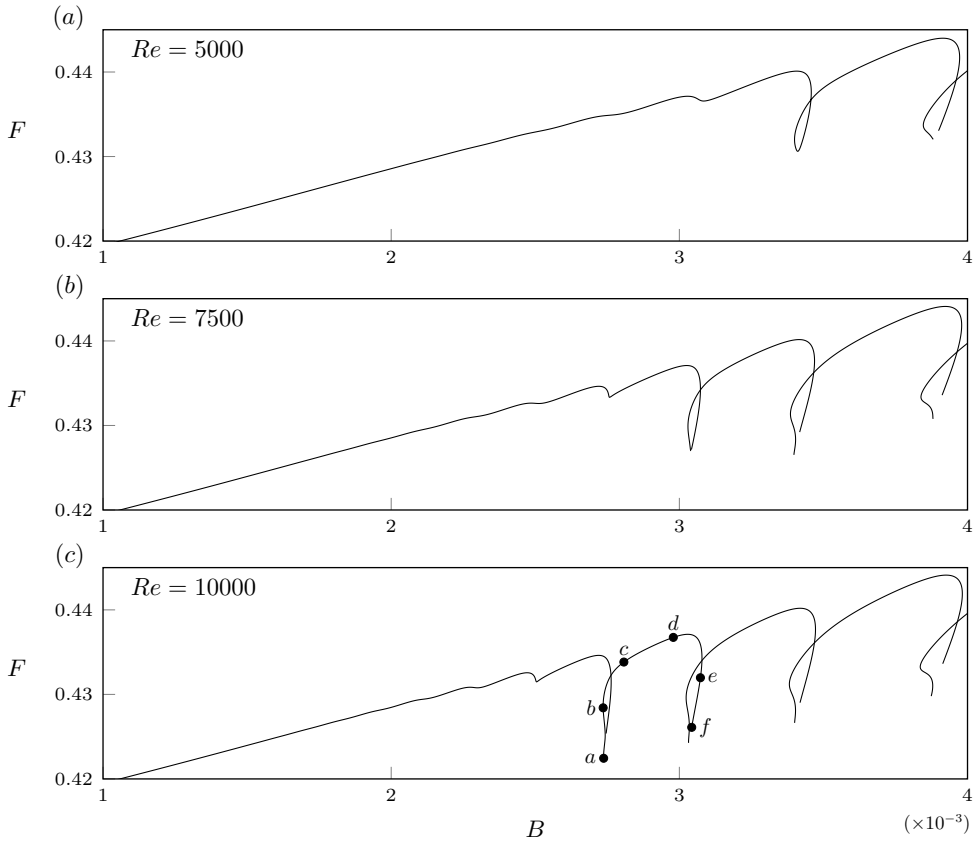 (a)
Re = 5000
0.44
F
0.43
0.42
1 2 3 4
(b)
Re = 7500
0.44
F
0.43
0.42
1 2 3 4
(c)
Re = 10000
0.44
d
c
F
0.43
e
b
f
a
0.42
1 2 3 4
B
(×10⁻³)